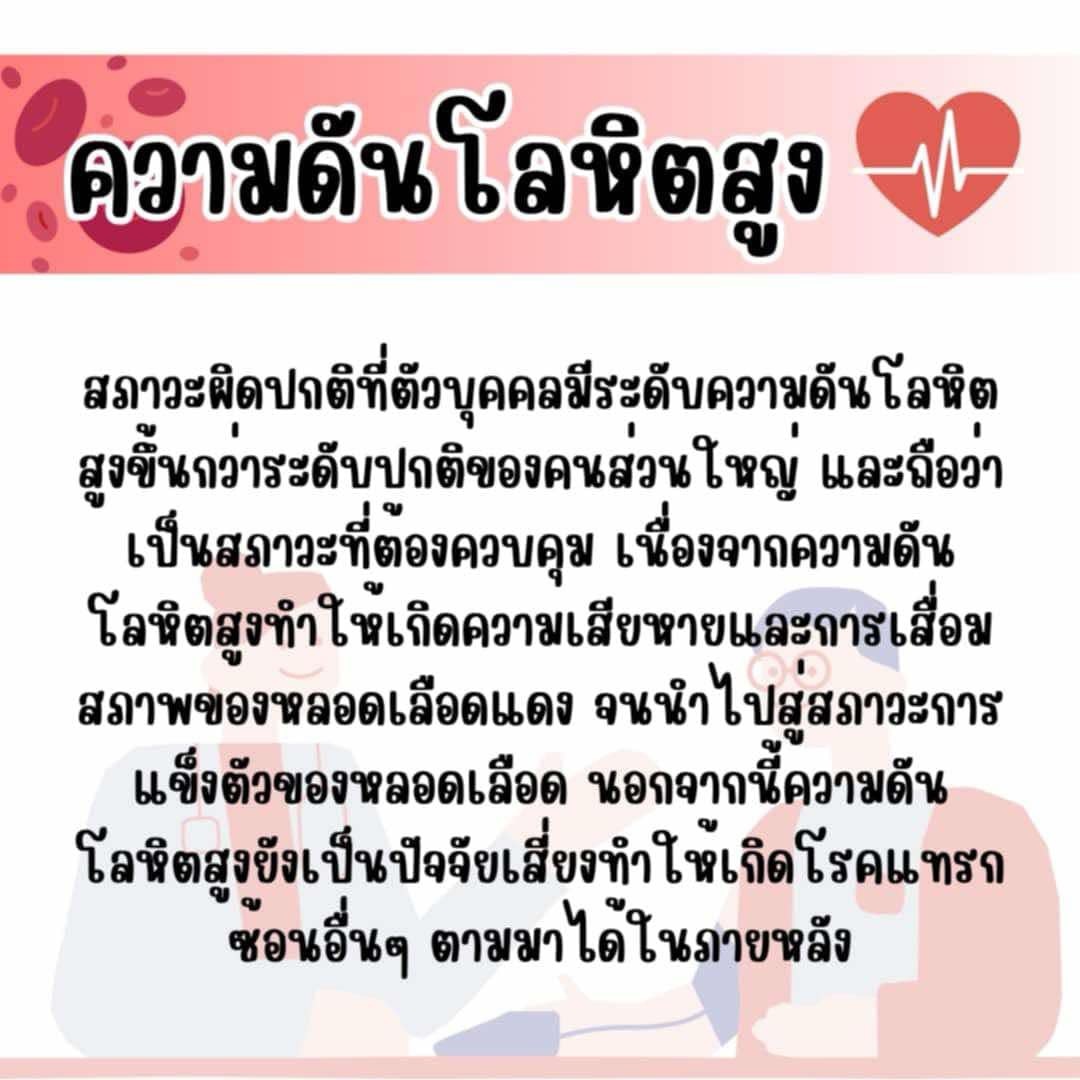 ความดันโลหิตสูง
สภาวะผิดปกติที่ตัวบุคคลมีระดับความดันโลหิต
สูงขึ้นกว่าระดับปกติของคนส่วนใหญ่ และถือว่า
เป็นสภาวะที่ต้องควบคุม เนื่องจากความดัน
โลหิตสูงทำให้เกิดความเสียหายและการเสื่อม
สภาพของหลอดเลือดแดง จนนำไปสู่สภาวะการ
แข็งตัวของหลอดเลือด นอกจากนี้ความดัน
โลหิตสูงยังเป็นปัจจัยเสี่ยงทำให้เกิดโรคแทรก
ซ้อนอื่นๆ ตามมาได้ในภายหลัง